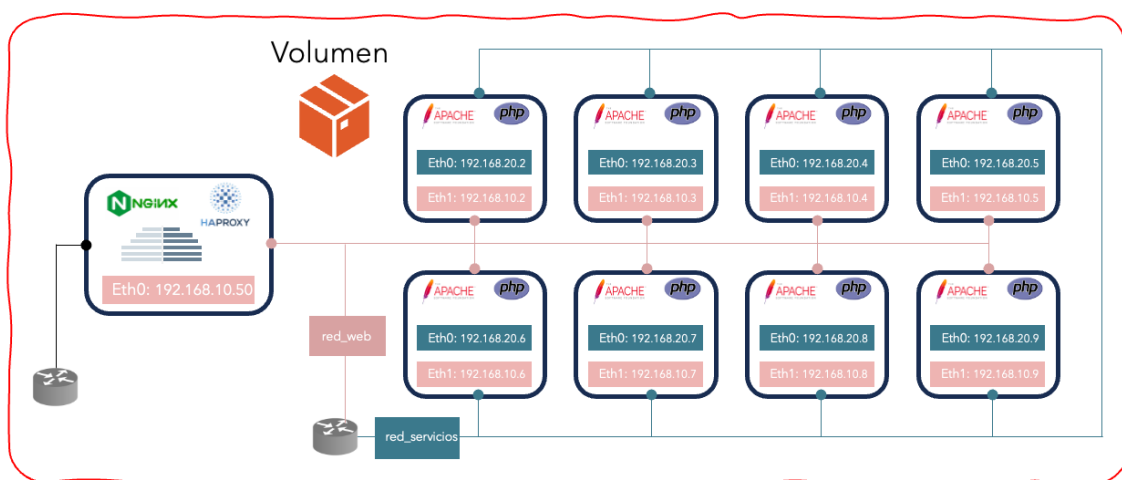 Volumen
APACHE php
APACHE php
APACHE php
APACHE php
Eth0: 192.168.20.2
Eth0: 192.168.20.3
Eth0: 192.168.20.4
Eth0: 192.168.20.5
Eth1: 192.168.10.2
Eth1: 192.168.10.3
Eth1: 192.168.10.4
Eth1: 192.168.10.5
NGINX
HAPROXY
Eth0: 192.168.10.50
APACHE php
APACHE php
APACHE php
APACHE php
red_web
Eth0: 192.168.20.6
Eth0: 192.168.20.7
Eth0: 192.168.20.8
Eth0: 192.168.20.9
Eth1: 192.168.10.6
Eth1: 192.168.10.7
Eth1: 192.168.10.8
Eth1: 192.168.10.9
red_servicios